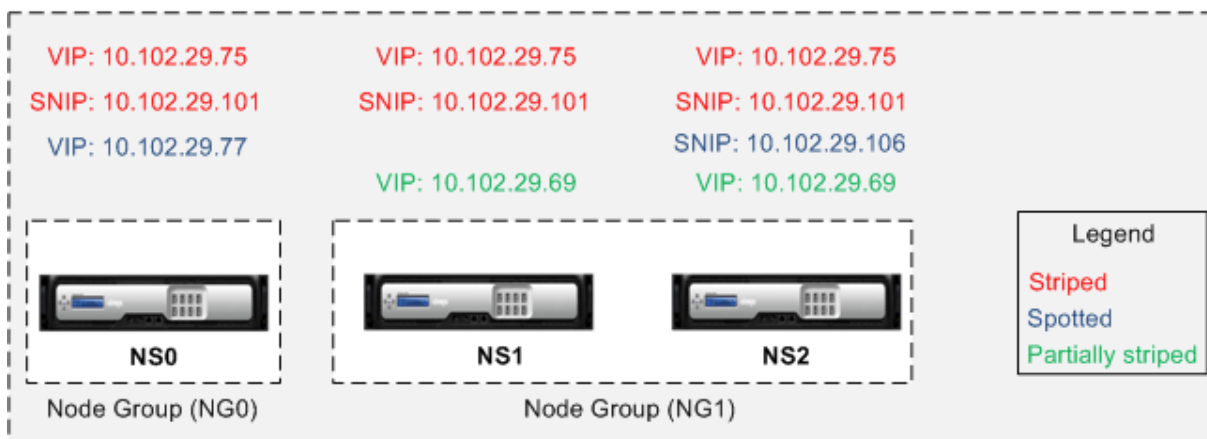 VIP: 10.102.29.75 VIP: 10.102.29.75 VIP: 10.102.29.75
SNIP: 10.102.29.101 SNIP: 10.102.29.101 SNIP: 10.102.29.101
VIP: 10.102.29.77 SNIP: 10.102.29.106
VIP: 10.102.29.69 VIP: 10.102.29.69
NS0 NS1 NS2
Node Group (NG0) Node Group (NG1)
Legend
Striped
Spotted
Partially striped